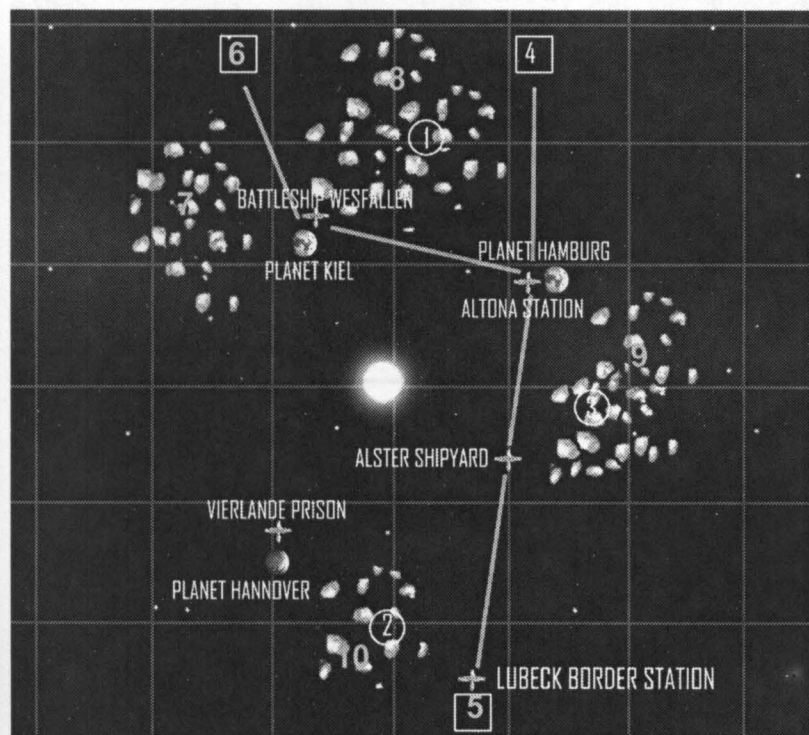 6
4
8
1
7
BATTLESHIP WESFALLEN
PLANET HAMBURG
PLANET KIEL
ALTONA STATION
9
3
ALSTER SHIPYARD
VIERLANDE PRISON
PLANET HANNOVER
2
10
LUBECK BORDER STATION
5